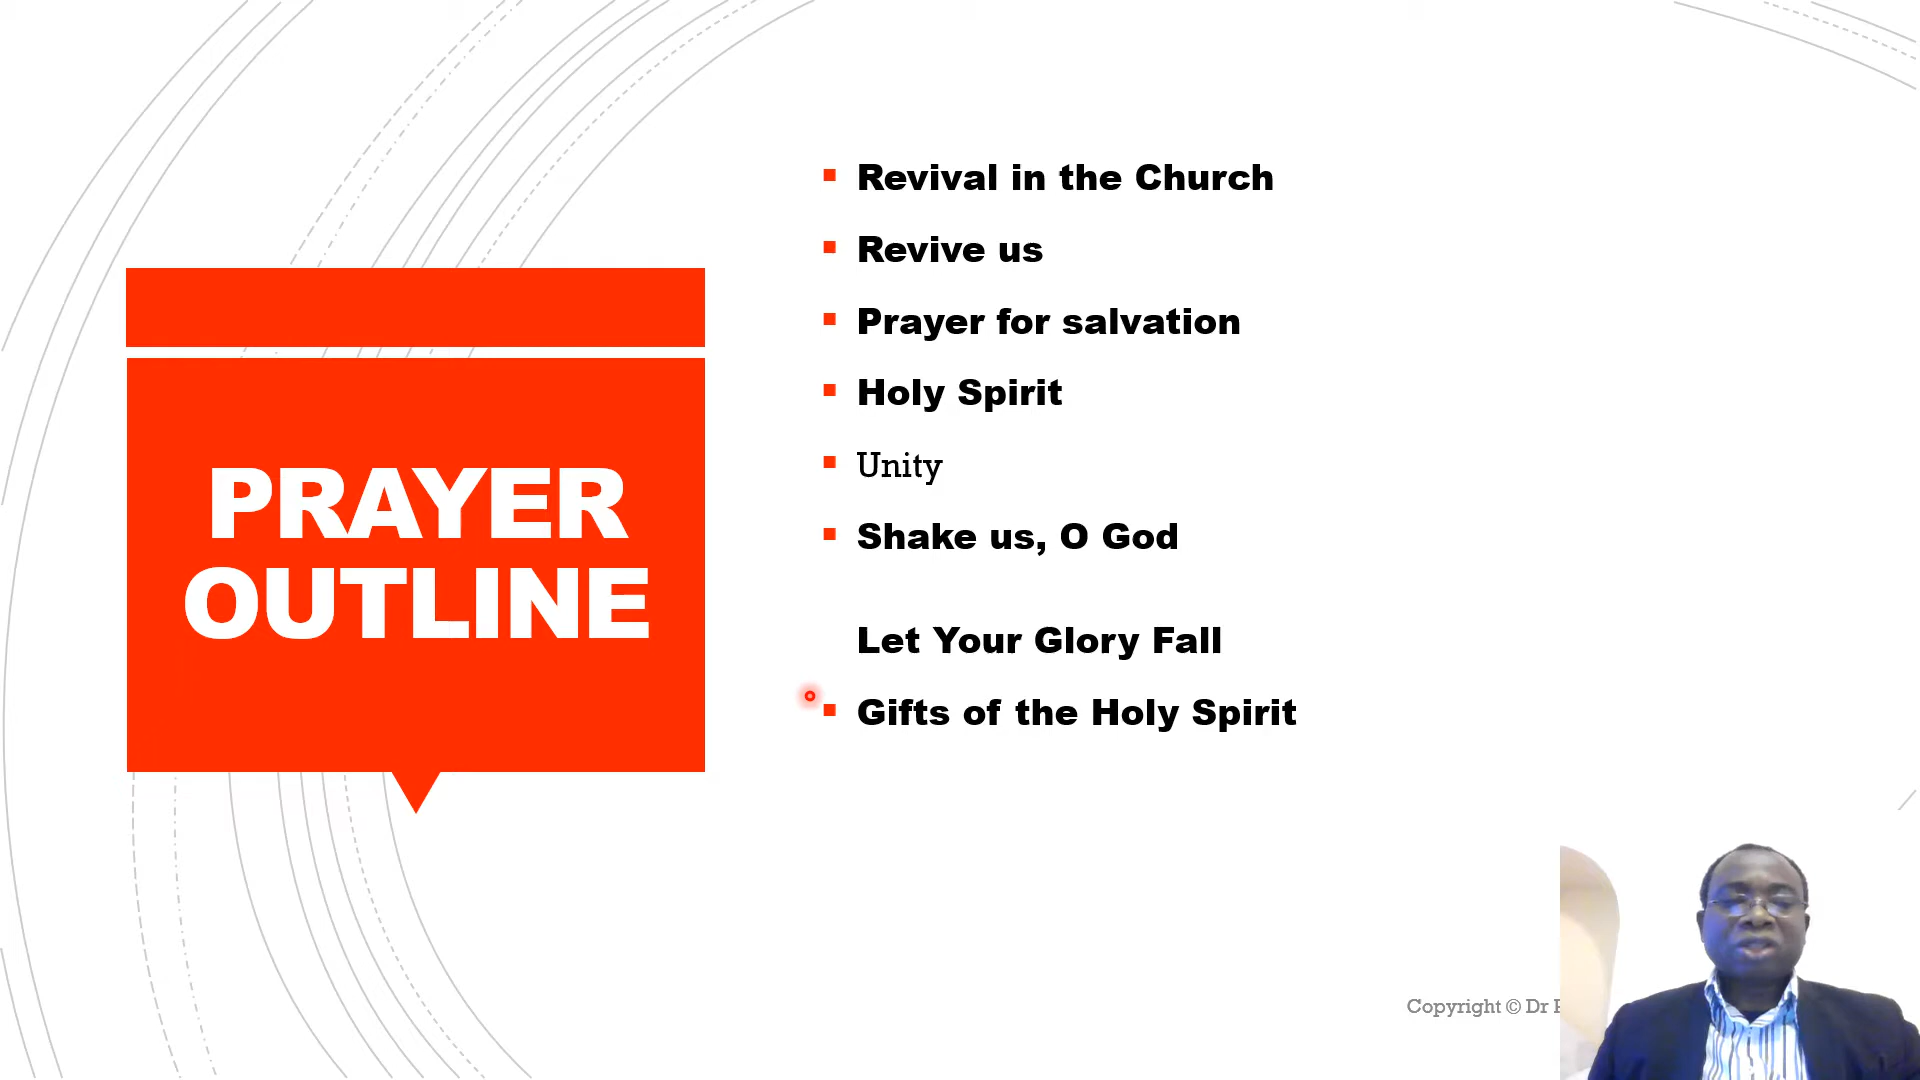 PRAYER
OUTLINE
Revival in the Church
Revive us
Prayer for salvation
Holy Spirit
Unity
Shake us, O God
Let Your Glory Fall
Gifts of the Holy Spirit
Copyright © Dr